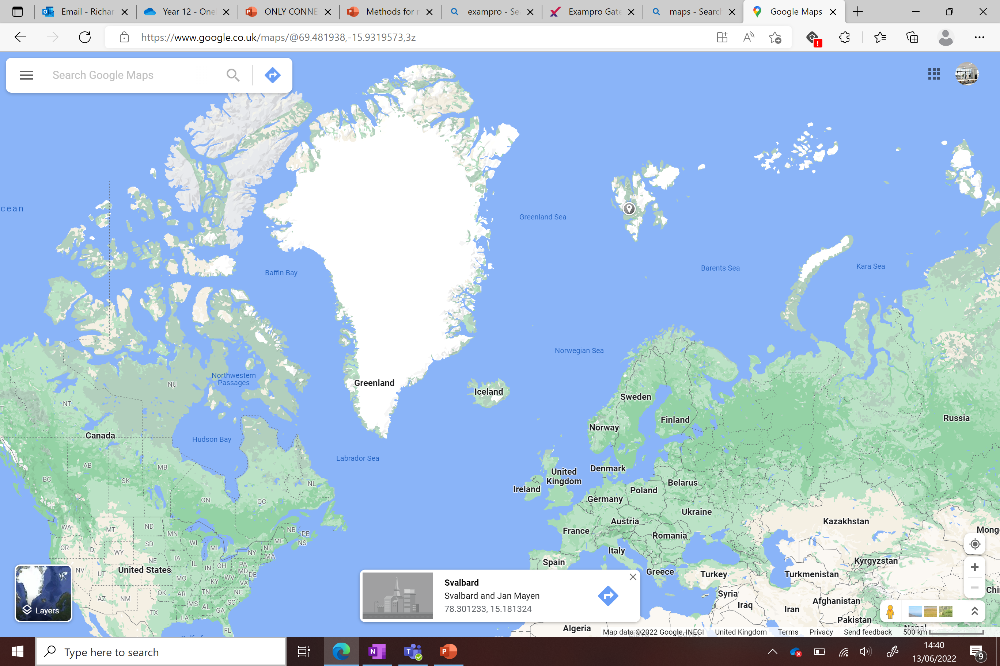 Email - Richar
Year 12 - One
ONLY CONNE
Methods for r
exampro - Se
Exampro Gate
maps - Search
Google Maps
https://www.google.co.uk/maps/@69.481938,-15.9319573,3z
Search Google Maps
cean
Greenland Sea
Baffin Bay
Barents Sea
Kara Sea
Norwegian Sea
Northwestern
Passages
NU
Greenland
Iceland
Sweden
NT
T
Finland
Russia
Norway
Canada
Hudson Bay
Labrador Sea
AB
MB
Denmark
United
Kingdom
BC
SK
NL
Ireland
Belarus
Poland
Germany
ON
QC
Ukraine
Austria
Kazakhstan
WA
MT
ND
MN
NB
PE
France
Romania
Mong
OR
ID
SD
WI
MI
ME
NS
WY
NH
NY
MA
Italy
NE
IA
IL
IN
OH
PA
Spain
Kyrgyzstan
NV
UT
United States
MD
DE
Greece
Turkey
Turkmenistan
MO
KY
WV
VA
OK
AR
TN
NC
Syria
Chi
AZ
NM
MS
AL
SC
GA
Iraq
Afghanistan
TX
LA
Iran
Pakistan
FL
Algeria
Nepal
Layers
Svalbard
Svalbard and Jan Mayen
78.301233, 15.181324
Map data ©2022 Google, INEGI
United Kingdom
Terms
Privacy
Send feedback
500 km
Type here to search
14:40
13/06/2022
9